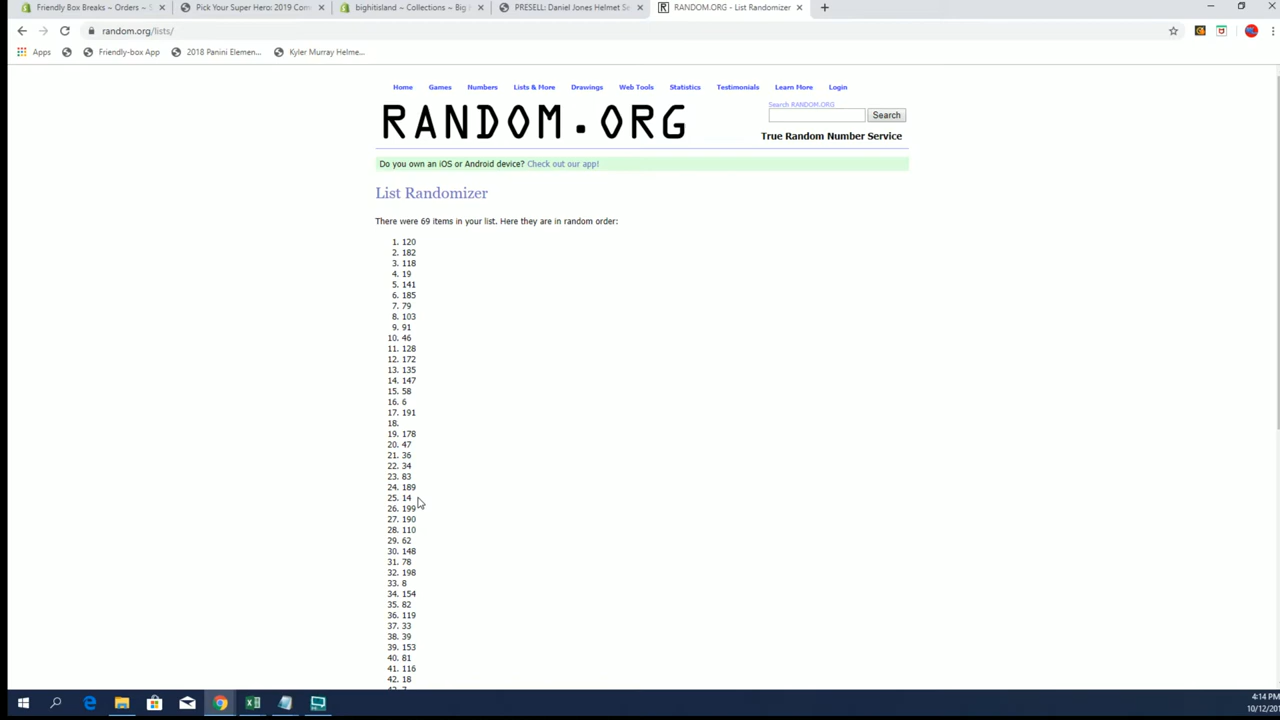 Friendly Box Breaks ~ Orders ~ S
Pick Your Super Hero: 2019 Com
bighitisland ~ Collections ~ Big
PRESELL: Daniel Jones Helmet Se
RANDOM.ORG - List Randomizer
random.org/lists/
Apps
Friendly-box App
2018 Panini Elemen...
Kyler Murray Helme...
Home Games Numbers Lists & More Drawings Web Tools Statistics Testimonials Learn More Login
RANDOM.ORG
Search RANDOM.ORG
Search
True Random Number Service
Do you own an iOS or Android device? Check out our app!
List Randomizer
There were 69 items in your list. Here they are in random order:
1. 120
2. 182
3. 118
4. 19
5. 141
6. 185
7. 79
8. 103
9. 91
10. 46
11. 128
12. 172
13. 135
14. 147
15. 58
16. 6
17. 191
18.
19. 178
20. 47
21. 36
22. 34
23. 83
24. 189
25. 14
26. 199
27. 190
28. 110
29. 62
30. 148
31. 78
32. 198
33. 8
34. 154
35. 82
36. 119
37. 33
38. 39
39. 153
40. 81
41. 116
42. 18
4:14 PM
10/12/201